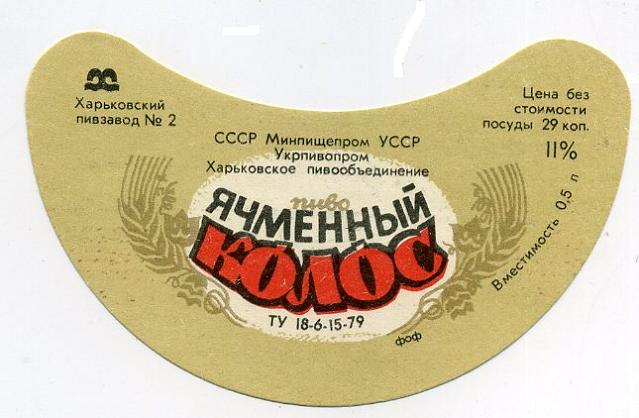 Харьковский
пивзавод № 2
Цена без
стоимости
посуды 29 коп.
11%
Вместимость 0,5 л
СССР Минпищепром УССР
Укрпивопром
Харьковское пивообъединение
пиво
ЯЧМЕННЫЙ
КОЛОС
ТУ 18-6-15-79
фоф